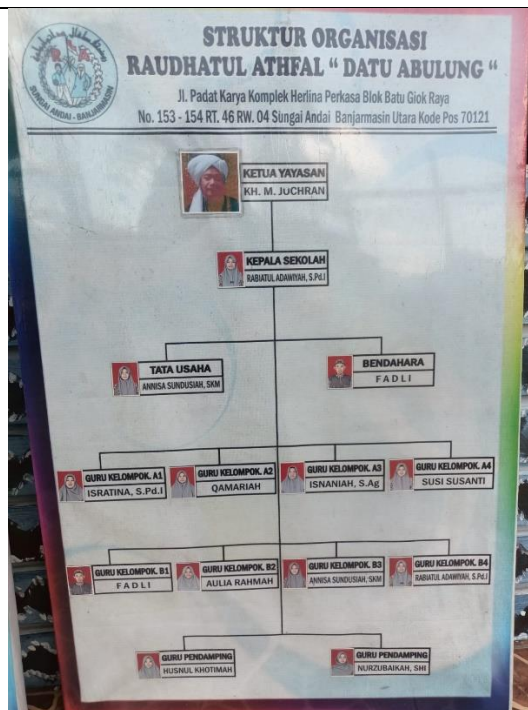 STRUKTUR ORGANISASI
RAUDHATUL ATHFAL “ DATU ABULUNG “
Jl. Padat Karya Komplek Herlina Perkasa Blok Batu Giok Raya
No. 153 - 154 RT. 46 RW. 04 Sungai Andai Banjarmasin Utara Kode Pos 70121
SUNGAI ANDAI - BANJARMASIN
KETUA YAYASAN
KH. M. JUCHRAN
KEPALA SEKOLAH
RABIATUL ADAWIYAH, S.Pd.I
TATA USAHA
ANNISA SUNDUSIAH, SKM
BENDAHARA
FADLI
GURU KELOMPOK. A1
ISRATINA, S.Pd.I
GURU KELOMPOK. A2
QAMARIAH
GURU KELOMPOK. A3
ISNANIAH, S.Ag
GURU KELOMPOK. A4
SUSI SUSANTI
GURU KELOMPOK. B1
FADLI
GURU KELOMPOK. B2
AULIA RAHMAH
GURU KELOMPOK. B3
ANNISA SUNDUSIAH, SKM
GURU KELOMPOK. B4
RABIATUL ADAWIYAH, S.Pd.I
GURU PENDAMPING
HUSNUL KHOTIMAH
GURU PENDAMPING
NURZUBAIKAH, SHI